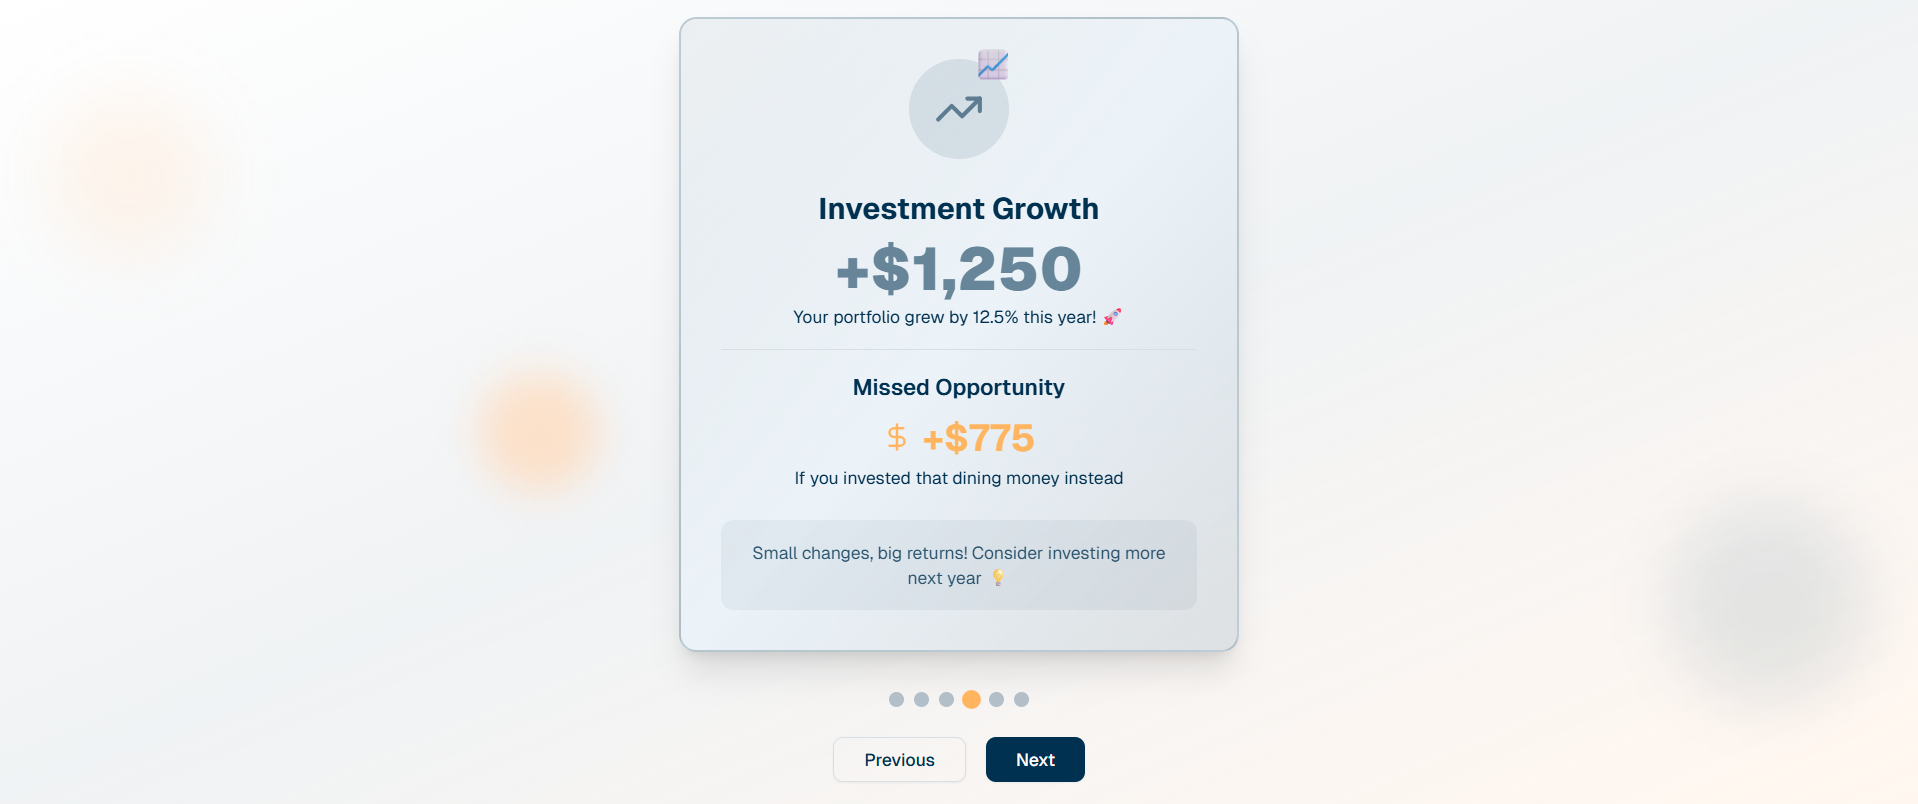 Investment Growth
+$1,250
Your portfolio grew by 12.5% this year! 🚀
Missed Opportunity
$ +$775
If you invested that dining money instead
Small changes, big returns! Consider investing more
next year 💡
Previous
Next